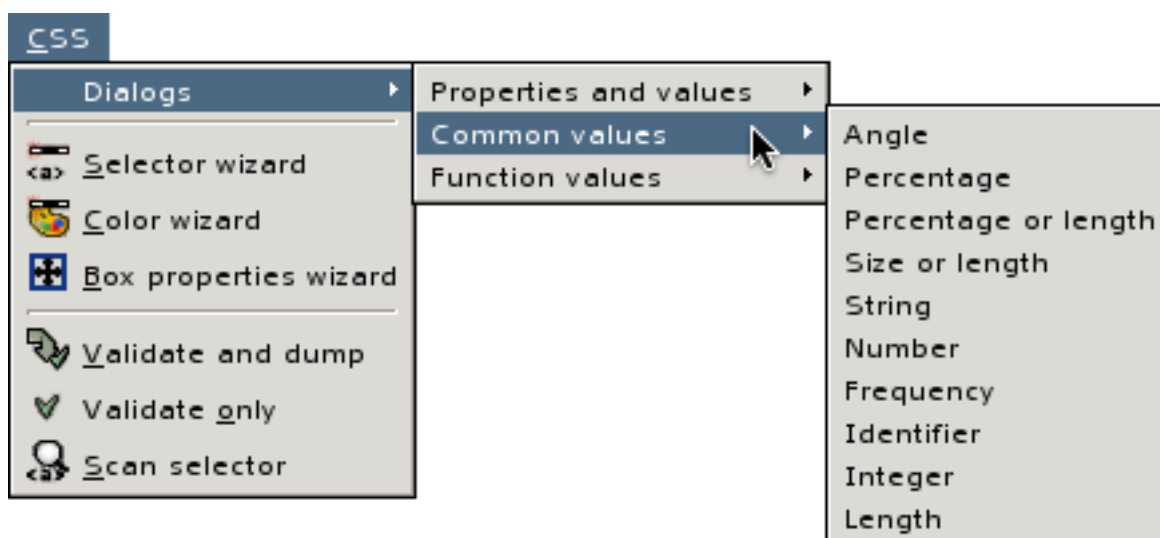 CSS
Dialogs
Selector wizard
Color wizard
Box properties wizard
Validate and dump
Validate only
Scan selector
Properties and values
Common values
Function values
Angle
Percentage
Percentage or length
Size or length
String
Number
Frequency
Identifier
Integer
Length